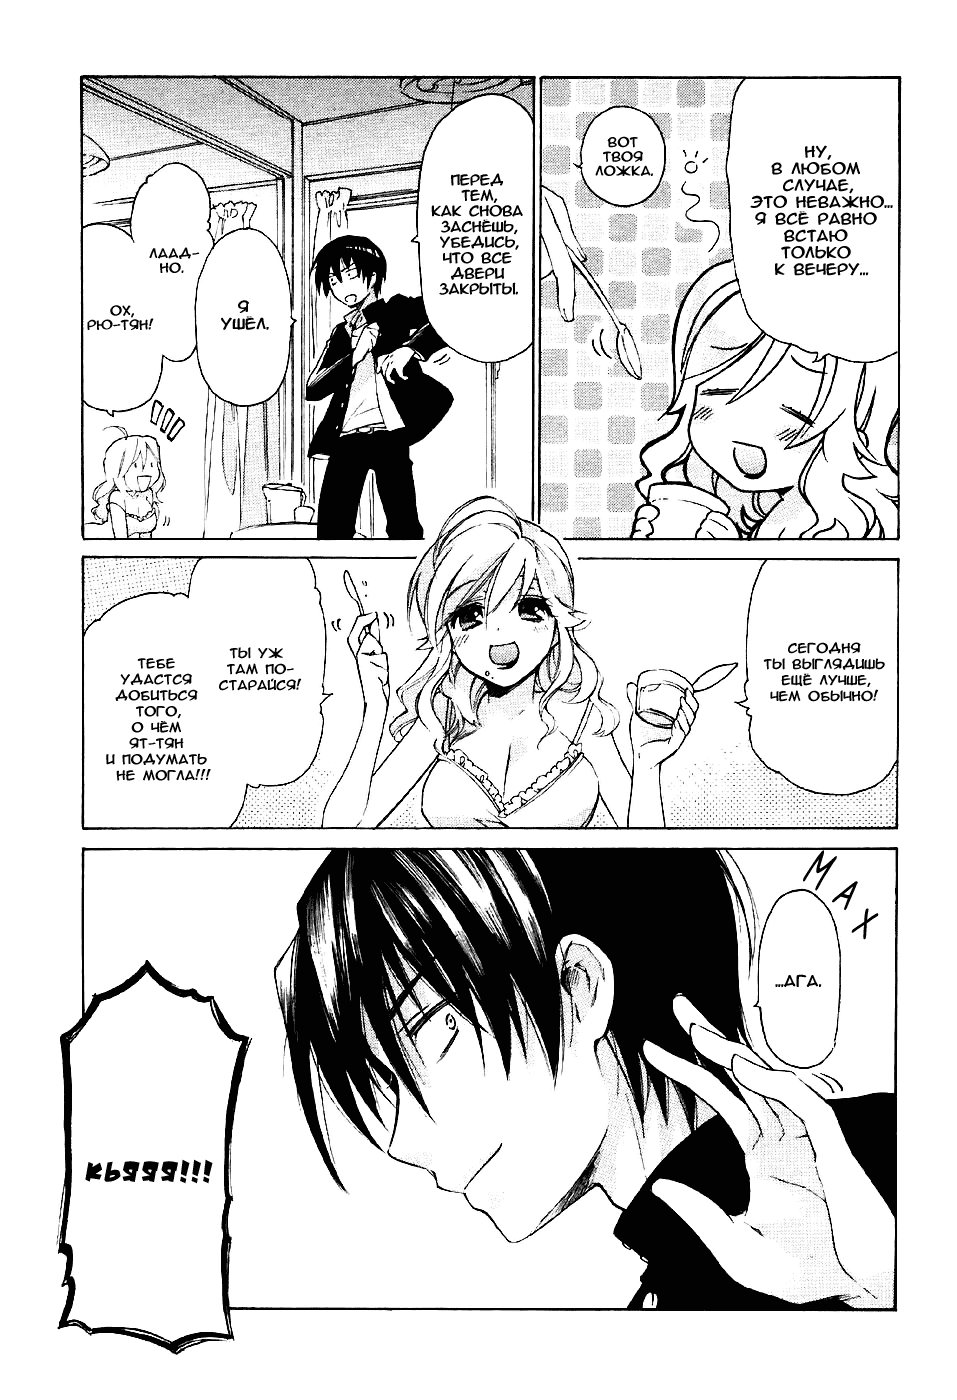 НУ,
В ЛЮБОМ
СЛУЧАЕ,
ЭТО НЕВАЖНО...
Я ВСЁ РАВНО
ВСТАЮ
ТОЛЬКО
К ВЕЧЕРУ...
ВОТ
ТВОЯ
ЛОЖКА.
ПЕРЕД
ТЕМ,
КАК СНОВА
ЗАСНЁШЬ,
УБЕДИСЬ,
ЧТО ВСЕ
ДВЕРИ
ЗАКРЫТЫ.
Я
УШЁЛ.
ЛААД-
НО.
ОХ,
РЮ-ТЯН!
СЕГОДНЯ
ТЫ ВЫГЛЯДИШЬ
ЕЩЁ ЛУЧШЕ,
ЧЕМ ОБЫЧНО!
ТЫ УЖ
ТАМ ПО-
СТАРАЙСЯ!
ТЕБЕ
УДАСТСЯ
ДОБИТЬСЯ
ТОГО,
О ЧЁМ
ЯТ-ТЯН
И ПОДУМАТЬ
НЕ МОГЛА!!!
МАХ
...АГА.
КЬЯЯЯ!!!